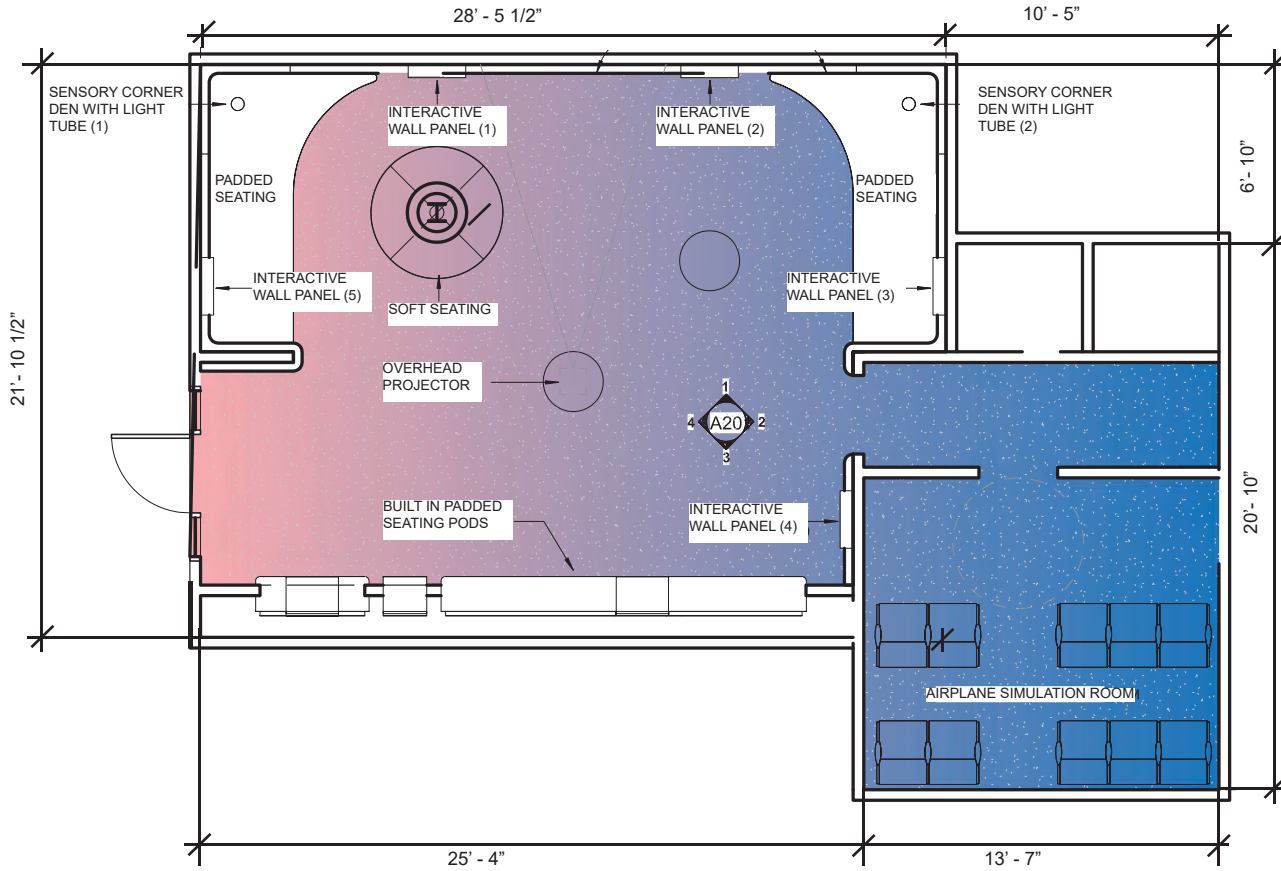 28' - 5 1/2”
10' - 5”
SENSORY CORNER
DEN WITH LIGHT
TUBE (1)
INTERACTIVE
WALL PANEL (1)
INTERACTIVE
WALL PANEL (2)
SENSORY CORNER
DEN WITH LIGHT
TUBE (2)
6'- 10”
PADDED
SEATING
PADDED
SEATING
INTERACTIVE
WALL PANEL (5)
SOFT SEATING
INTERACTIVE
WALL PANEL (3)
21'- 10 1/2”
OVERHEAD
PROJECTOR
1
4
A20
2
3
BUILT IN PADDED
SEATING PODS
INTERACTIVE
WALL PANEL (4)
20'- 10”
AIRPLANE SIMULATION ROOM
25' - 4”
13' - 7”